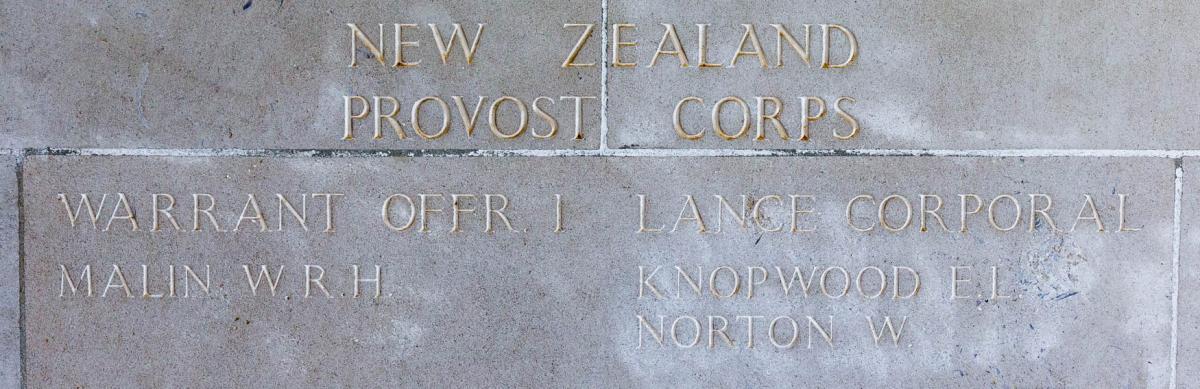 NEW ZEALAND
PROVOST CORPS
WARRANT OFFR. I
MALIN W.R.H.
LANCE CORPORAL
KNOPWOOD E.L.
NORTON W